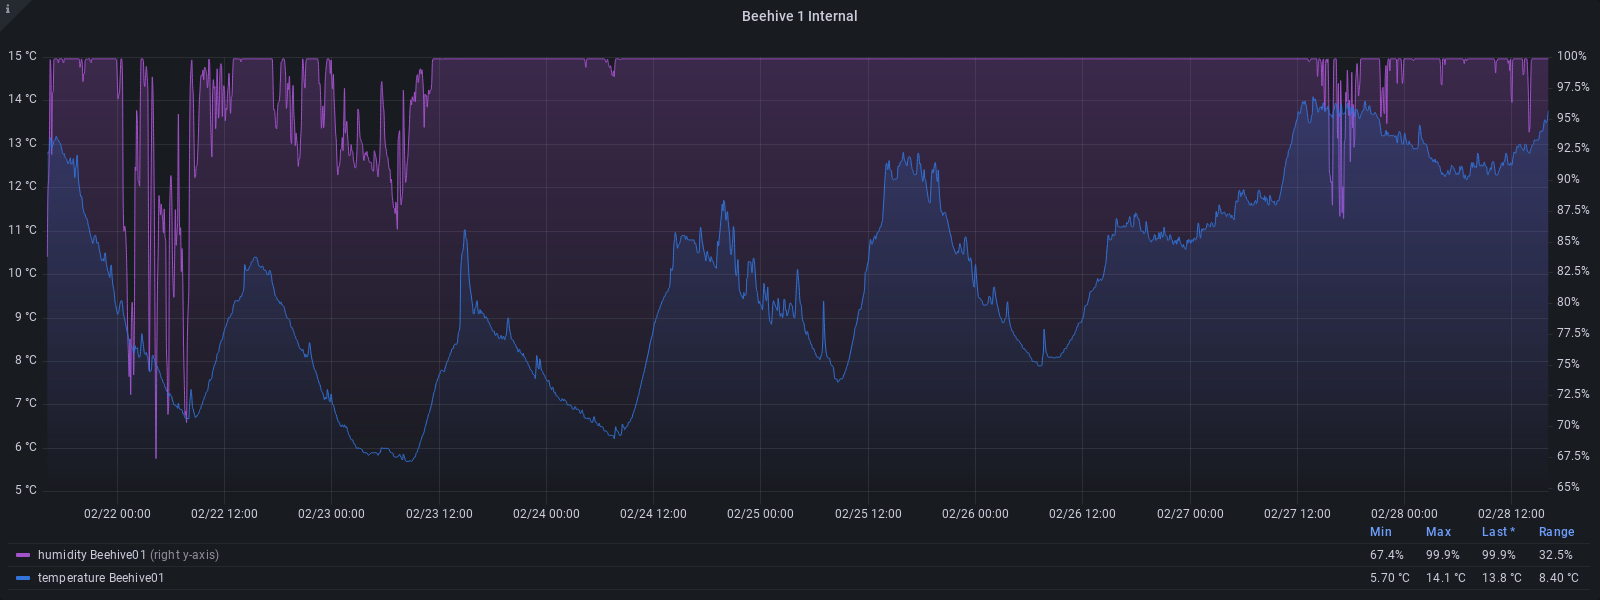 i
Beehive 1 Internal
15 °C 100%
14 °C 97.5%
13 °C 95%
12 °C 92.5%
11 °C 90%
10 °C 87.5%
9 °C 85%
8 °C 82.5%
7 °C 80%
6 °C 77.5%
5 °C 75%
72.5%
70%
67.5%
65%
02/22 00:00 02/22 12:00 02/23 00:00 02/23 12:00 02/24 00:00 02/24 12:00 02/25 00:00 02/25 12:00 02/26 00:00 02/26 12:00 02/27 00:00 02/27 12:00 02/28 00:00 02/28 12:00
Min Max Last * Range
humidity Beehive01 (right y-axis) 67.4% 99.9% 99.9% 32.5%
temperature Beehive01 5.70 °C 14.1 °C 13.8 °C 8.40 °C